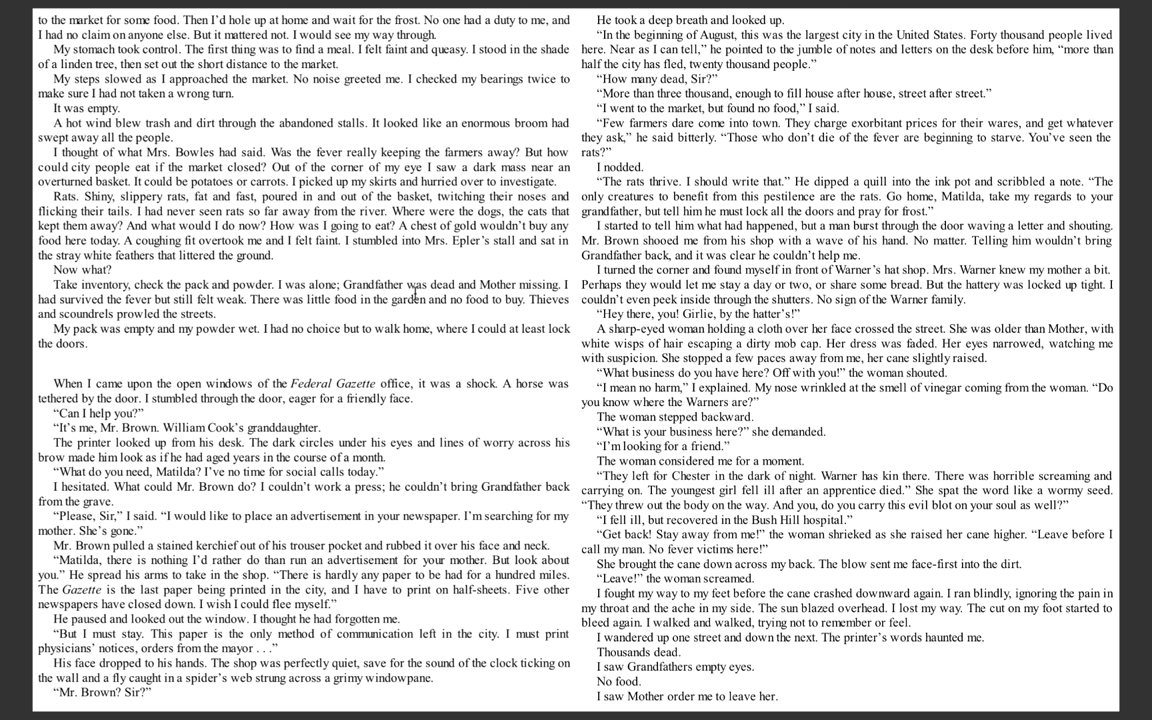 to the market for some food. Then I’d hole up at home and wait for the frost. No one had a duty to me, and
I had no claim on anyone else. But it mattered not. I would see my way through.
My stomach took control. The first thing was to find a meal. I felt faint and queasy. I stood in the shade
of a linden tree, then set out the short distance to the market.
My steps slowed as I approached the market. No noise greeted me. I checked my bearings twice to
make sure I had not taken a wrong turn.
It was empty.
A hot wind blew trash and dirt through the abandoned stalls. It looked like an enormous broom had
swept away all the people.
I thought of what Mrs. Bowles had said. Was the fever really keeping the farmers away? But how
could city people eat if the market closed? Out of the corner of my eye I saw a dark mass near an
overturned basket. It could be potatoes or carrots. I picked up my skirts and hurried over to investigate.
Rats. Shiny, slippery rats, fat and fast, poured in and out of the basket, twitching their noses and
flicking their tails. I had never seen rats so far away from the river. Where were the dogs, the cats that
kept them away? And what would I do now? How was I going to eat? A chest of gold wouldn’t buy any
food here today. A coughing fit overtook me and I felt faint. I stumbled into Mrs. Epler’s stall and sat in
the stray white feathers that littered the ground.
Now what?
Take inventory, check the pack and powder. I was alone; Grandfather was dead and Mother missing. I
had survived the fever but still felt weak. There was little food in the garden and no food to buy. Thieves
and scoundrels prowled the streets.
My pack was empty and my powder wet. I had no choice but to walk home, where I could at least lock
the doors.
When I came upon the open windows of the Federal Gazette office, it was a shock. A horse was
tethered by the door. I stumbled through the door, eager for a friendly face.
“Can I help you?”
“It’s me, Mr. Brown. William Cook’s granddaughter.
The printer looked up from his desk. The dark circles under his eyes and lines of worry across his
brow made him look as if he had aged years in the course of a month.
“What do you need, Matilda? I’ve no time for social calls today.”
I hesitated. What could Mr. Brown do? I couldn’t work a press; he couldn’t bring Grandfather back
from the grave.
“Please, Sir,” I said. “I would like to place an advertisement in your newspaper. I’m searching for my
mother. She’s gone.”
Mr. Brown pulled a stained kerchief out of his trouser pocket and rubbed it over his face and neck.
“Matilda, there is nothing I’d rather do than run an advertisement for your mother. But look about
you.” He spread his arms to take in the shop. “There is hardly any paper to be had for a hundred miles.
The Gazette is the last paper being printed in the city, and I have to print on half-sheets. Five other
newspapers have closed down. I wish I could flee myself.”
He paused and looked out the window. I thought he had forgotten me.
“But I must stay. This paper is the only method of communication left in the city. I must print
physicians’ notices, orders from the mayor . . .”
His face dropped to his hands. The shop was perfectly quiet, save for the sound of the clock ticking on
the wall and a fly caught in a spider’s web strung across a grimy windowpane.
“Mr. Brown? Sir?”
He took a deep breath and looked up.
“In the beginning of August, this was the largest city in the United States. Forty thousand people lived
here. Near as I can tell,” he pointed to the jumble of notes and letters on the desk before him, “more than
half the city has fled, twenty thousand people.”
“How many dead, Sir?”
“More than three thousand, enough to fill house after house, street after street.”
“I went to the market, but found no food,” I said.
“Few farmers dare come into town. They charge exorbitant prices for their wares, and get whatever
they ask,” he said bitterly. “Those who don’t die of the fever are beginning to starve. You’ve seen the
rats?”
I nodded.
“The rats thrive. I should write that.” He dipped a quill into the ink pot and scribbled a note. “The
only creatures to benefit from this pestilence are the rats. Go home, Matilda, take my regards to your
grandfather, but tell him he must lock all the doors and pray for frost.”
I started to tell him what had happened, but a man burst through the door waving a letter and shouting.
Mr. Brown shooed me from his shop with a wave of his hand. No matter. Telling him wouldn’t bring
Grandfather back, and it was clear he couldn’t help me.
I turned the corner and found myself in front of Warner’s hat shop. Mrs. Warner knew my mother a bit.
Perhaps they would let me stay a day or two, or share some bread. But the hattery was locked up tight. I
couldn’t even peek inside through the shutters. No sign of the Warner family.
“Hey there, you! Girlie, by the hatter’s!”
A sharp-eyed woman holding a cloth over her face crossed the street. She was older than Mother, with
white wisps of hair escaping a dirty mob cap. Her dress was faded. Her eyes narrowed, watching me
with suspicion. She stopped a few paces away from me, her cane slightly raised.
“What business do you have here? Off with you!” the woman shouted.
“I mean no harm,” I explained. My nose wrinkled at the smell of vinegar coming from the woman. “Do
you know where the Warners are?”
The woman stepped backward.
“What is your business here?” she demanded.
“I’m looking for a friend.”
The woman considered me for a moment.
“They left for Chester in the dark of night. Warner has kin there. There was horrible screaming and
carrying on. The youngest girl fell ill after an apprentice died.” She spat the word like a wormy seed.
“They threw out the body on the way. And you, do you carry this evil blot on your soul as well?”
“I fell ill, but recovered in the Bush Hill hospital.”
“Get back! Stay away from me!” the woman shrieked as she raised her cane higher. “Leave before I
call my man. No fever victims here!”
She brought the cane down across my back. The blow sent me face-first into the dirt.
“Leave!” the woman screamed.
I fought my way to my feet before the cane crashed downward again. I ran blindly, ignoring the pain in
my throat and the ache in my side. The sun blazed overhead. I lost my way. The cut on my foot started to
bleed again. I walked and walked, trying not to remember or feel.
I wandered up one street and down the next. The printer’s words haunted me.
Thousands dead.
I saw Grandfathers empty eyes.
No food.
I saw Mother order me to leave her.